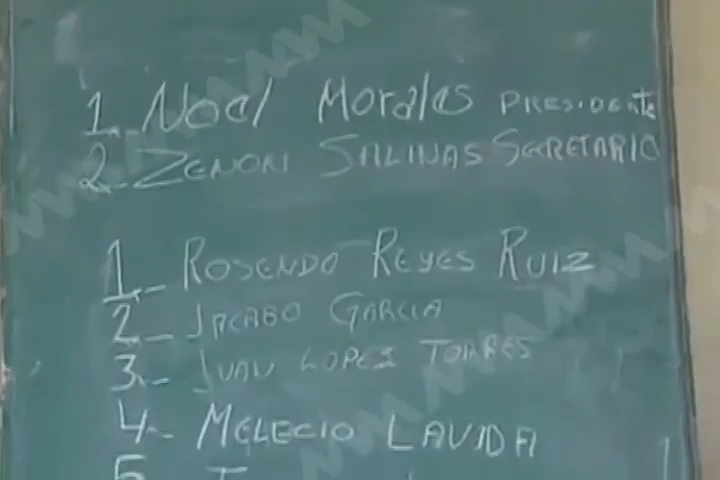 1.- Noel Morales PRESIDENTE
2.- ZENON SALINAS SECRETARIO
1.- ROSENDO REYES RUIZ
2.- JACABO GARCIA
3.- JUAN LOPEZ TORRES
4.- MELECIO LAVIDA
5